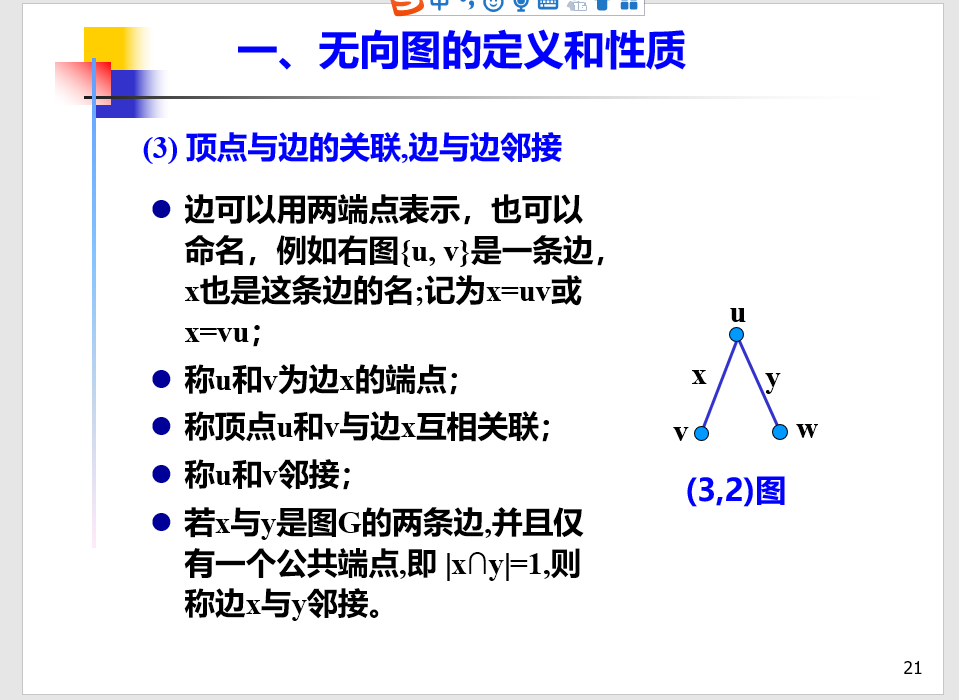 中
一、无向图的定义和性质
(3) 顶点与边的关联,边与边邻接
边可以用两端点表示，也可以
命名，例如右图{u, v}是一条边，
x也是这条边的名;记为x=uv或
x=vu；
称u和v为边x的端点；
称顶点u和v与边x互相关联；
称u和v邻接；
若x与y是图G的两条边,并且仅
有一个公共端点,即 |x∩y|=1,则
称边x与y邻接。
u
x
y
v
w
(3,2)图
21